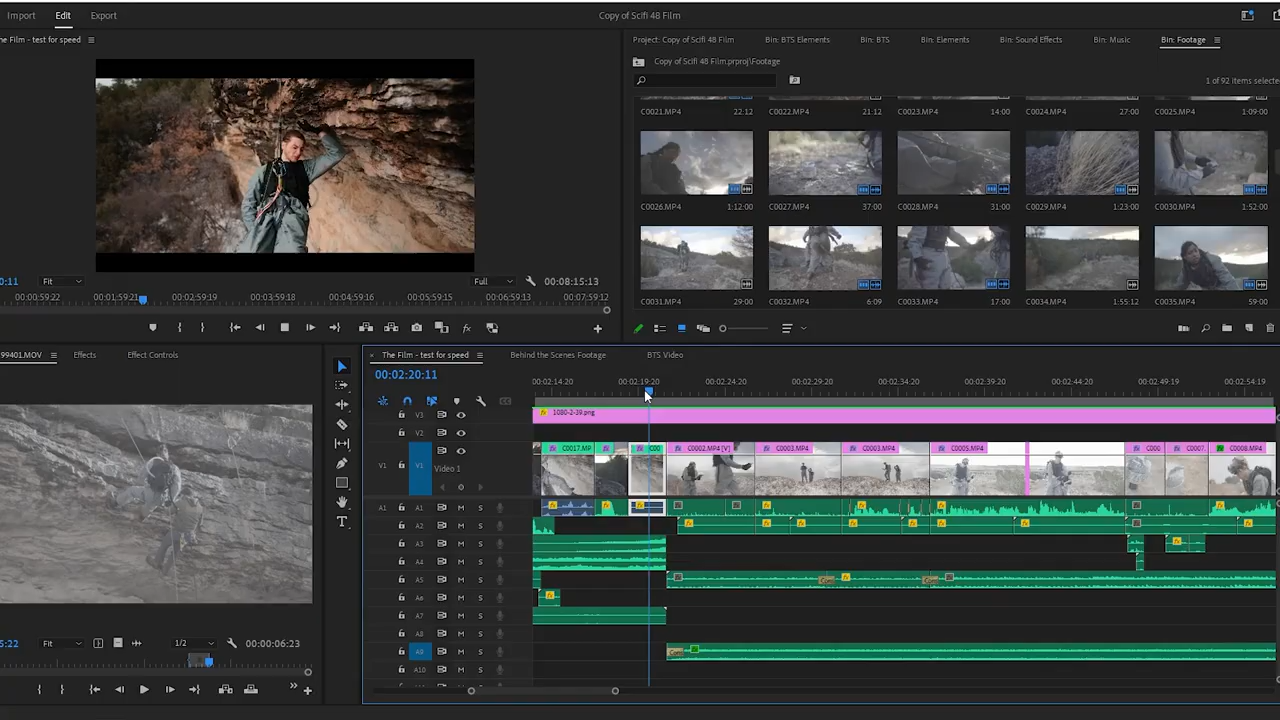 Import Edit Export Copy of Scifi 48 Film
he Film - test for speed
Project: Copy of Scifi 48 Film Bin: BTS Elements Bin: BTS Bin: Elements Bin: Sound Effects Bin: Music Bin: Footage
Copy of Scifi 48 Film.prproj\Footage
1 of 92 items selecte
C0021.MP4 22:12 C0022.MP4 21:12 C0023.MP4 14:00 C0024.MP4 27:00 C0025.MP4 1:09:00
C0026.MP4 1:12:00 C0027.MP4 37:00 C0028.MP4 31:00 C0029.MP4 1:23:00 C0030.MP4 1:52:00
C0031.MP4 29:00 C0032.MP4 6:09 C0033.MP4 17:00 C0034.MP4 1:55:12 C0035.MP4 59:00
0:11 Fit Full 00:08:15:13
00:00:59:22 00:01:59:21 00:02:59:19 00:03:59:18 00:04:59:16 00:05:59:15 00:06:59:13 00:07:59:12
99401.MOV Effects Effect Controls
The Film - test for speed Behind the Scenes Footage BTS Video
00:02:20:11
00:02:14:20 00:02:19:20 00:02:24:20 00:02:29:20 00:02:34:20 00:02:39:20 00:02:44:20 00:02:49:19 00:02:54:19
V3 fx 1080-2-39.png
V2
C0017.MP C00 C0002.MP4 [V] C0003.MP4 C0003.MP4 C0005.MP4 C000 C0007. C0008.MP4
V1 V1 Video 1
A1 A1 M S
A2 M S
A3 M S
A4 M S
A5 M S
A6 M S
A7 M S
A8 M S
A9 M S
A10 M S
5:22 Fit 1/2 00:00:06:23